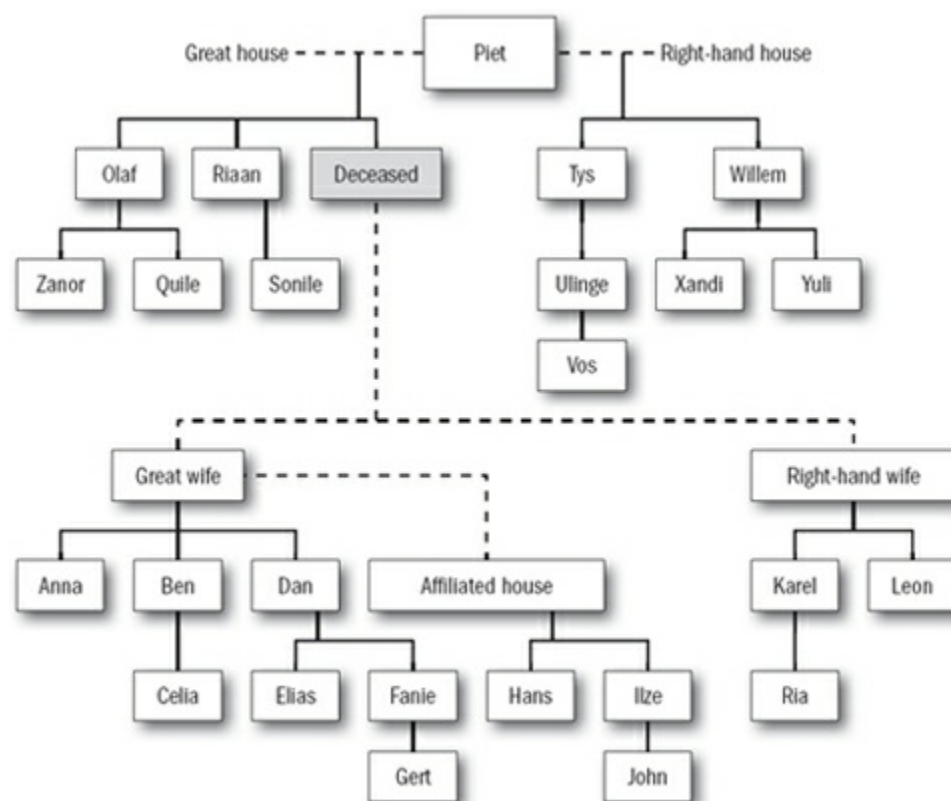 Great house
Piet
Right-hand house
Olaf
Riaan
Deceased
Tys
Willem
Zanor
Quile
Sonile
Ulinge
Xandi
Yuli
Vos
Great wife
Right-hand wife
Anna
Ben
Dan
Affiliated house
Karel
Leon
Celia
Elias
Fanie
Hans
Ilze
Ria
Gert
John